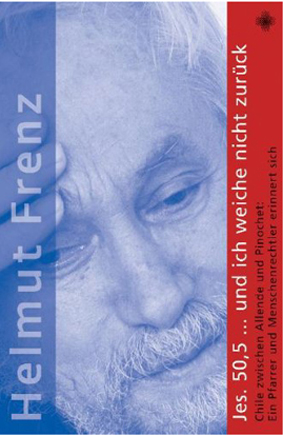 Helmut Frenz
Jes. 50,5 ... und ich weiche nicht zurück
Chile zwischen Allende und Pinochet:
Ein Pfarrer und Menschenrechtler erinnert sich